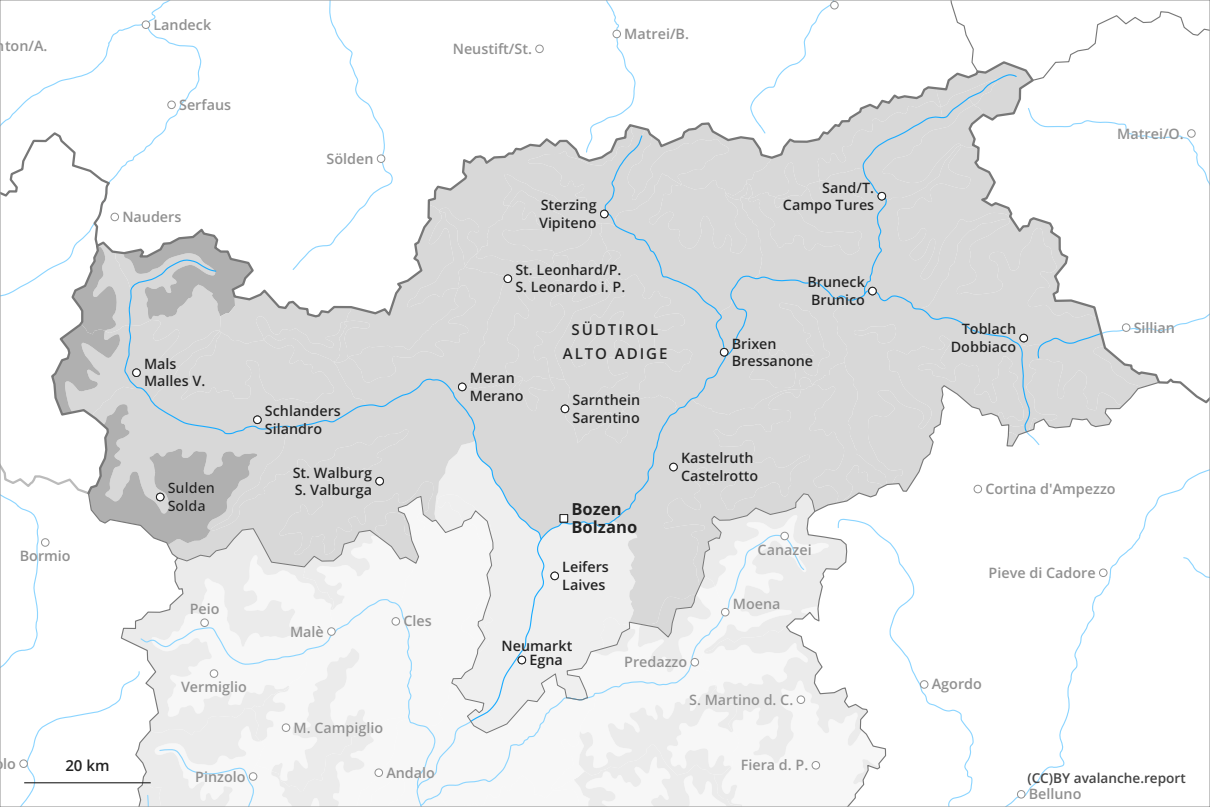 Landeck
Matrei/B.
Neustift/St.
Serfaus
Matrei/O.
Sölden
Sand/T.
Campo Tures
Sterzing
Vipiteno
Nauders
St. Leonhard/P.
S. Leonardo i. P.
Bruneck
Brunico
SÜDTIROL
ALTO ADIGE
Toblach
Dobbiaco
Sillian
Brixen
Bressanone
Mals
Malles V.
Meran
Merano
Sarnthein
Sarentino
Schlanders
Silandro
Kastelruth
Castelrotto
St. Walburg
S. Valburga
Sulden
Solda
Cortina d'Ampezzo
Bozen
Bolzano
Bormio
Canazei
Leifers
Laives
Pieve di Cadore
Peio
Moena
Malè
Cles
Neumarkt
Egna
Predazzo
Vermiglio
Agordo
S. Martino d. C.
M. Campiglio
20 km
Fiera d. P.
Pinzolo
Andalo
(CC)BY avalanche.report
Belluno